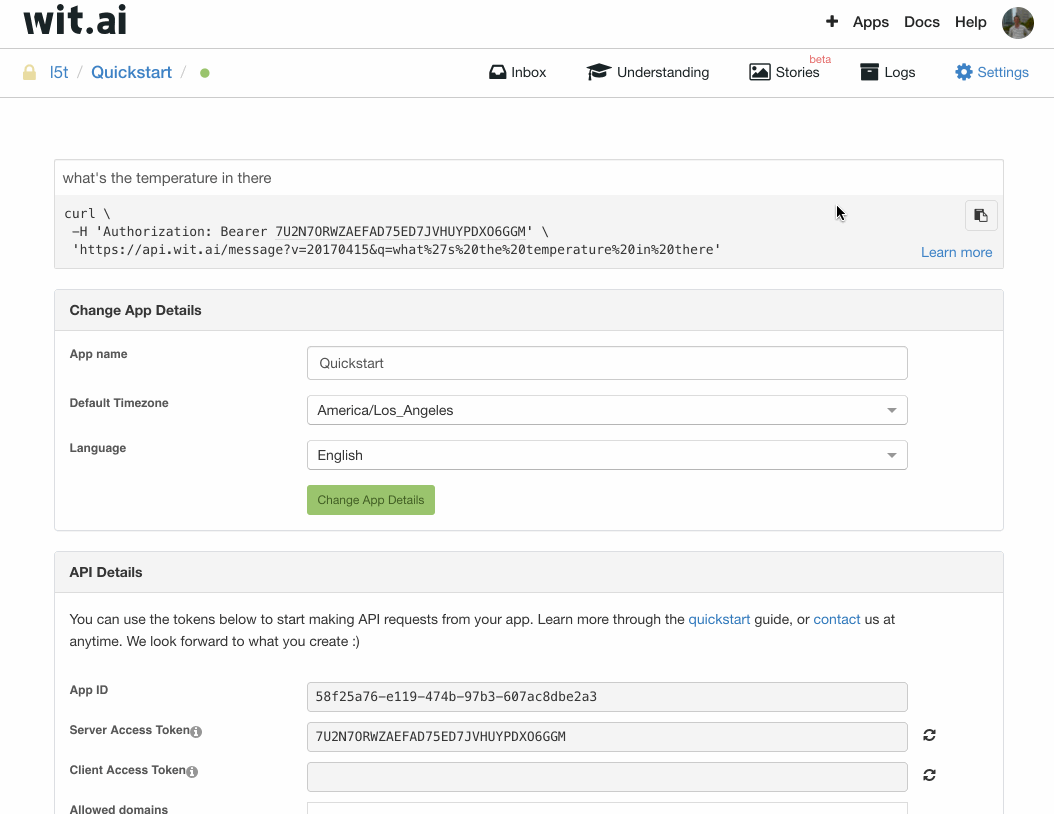 wit.ai
+ Apps Docs Help
l5t / Quickstart /
Inbox Understanding Stories beta Logs Settings
what's the temperature in there
curl \
-H 'Authorization: Bearer 7U2N7ORWZAEFAD75ED7JVHUYPDXO6GGM' \
'https://api.wit.ai/message?v=20170415&q=what%27s%20the%20temperature%20in%20there'
Learn more
Change App Details
App name
Quickstart
Default Timezone
America/Los_Angeles
Language
English
Change App Details
API Details
You can use the tokens below to start making API requests from your app. Learn more through the quickstart guide, or contact us at
anytime. We look forward to what you create :)
App ID
58f25a76-e119-474b-97b3-607ac8dbe2a3
Server Access Token
7U2N7ORWZAEFAD75ED7JVHUYPDXO6GGM
Client Access Token
Allowed domains